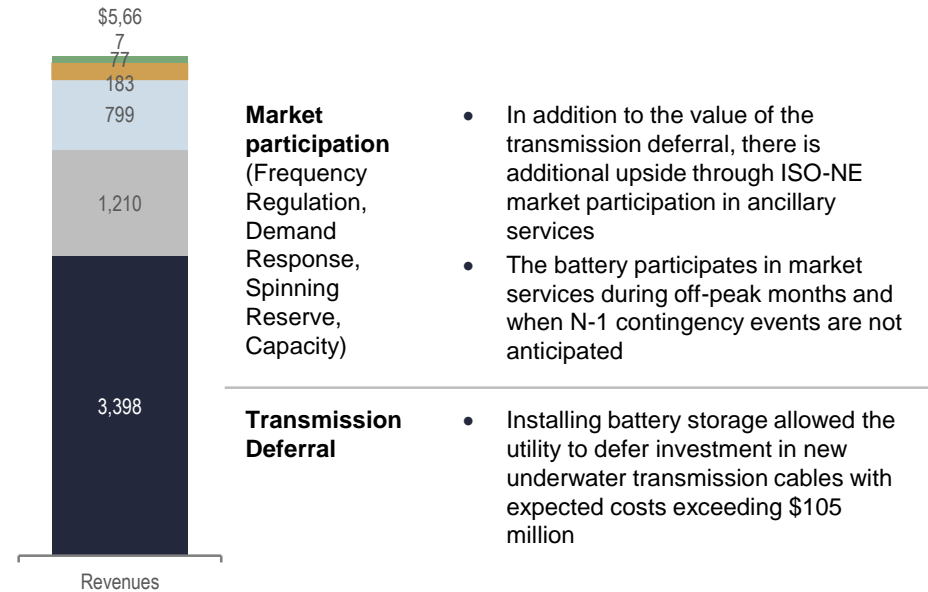 $5,66
7
77
183
799
1,210
3,398
Revenues
Market
participation
(Frequency
Regulation,
Demand
Response,
Spinning
Reserve,
Capacity)
• In addition to the value of the
transmission deferral, there is
additional upside through ISO-NE
market participation in ancillary
services
• The battery participates in market
services during off-peak months and
when N-1 contingency events are not
anticipated
Transmission
Deferral
• Installing battery storage allowed the
utility to defer investment in new
underwater transmission cables with
expected costs exceeding $105
million